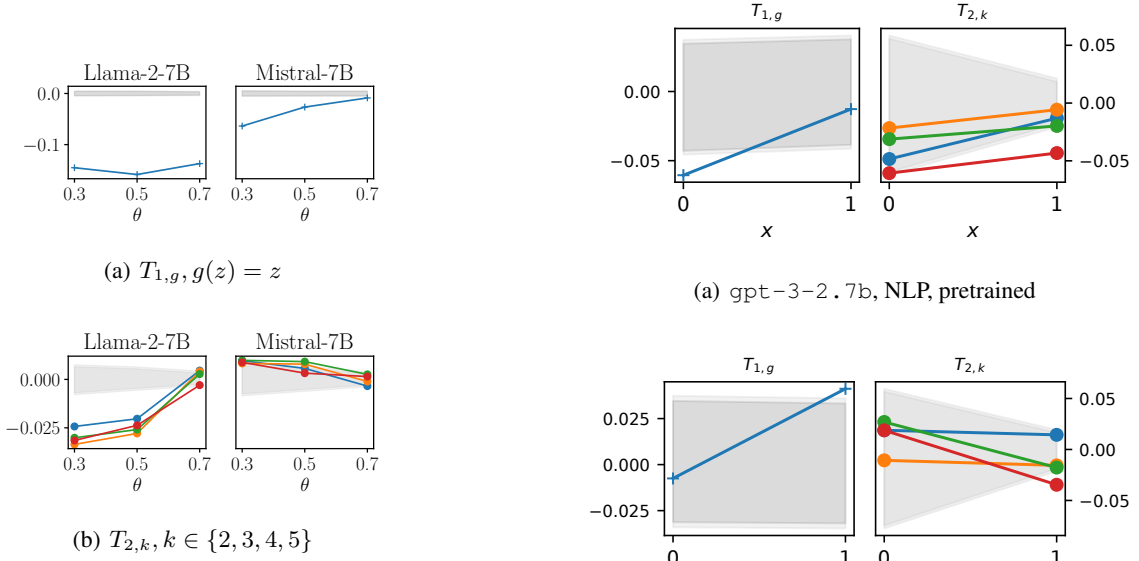 Llama-2-7B Mistral-7B
0.0
−0.1
0.3 0.5 0.7 0.3 0.5 0.7
θ θ
(a) T₁,g, g(z) = z
Llama-2-7B Mistral-7B
0.000
−0.025
0.3 0.5 0.7 0.3 0.5 0.7
θ θ
(b) T₂,k, k ∈ {2, 3, 4, 5}
T₁,g T₂,k
0.05
0.00 0.00
−0.05 −0.05
0 1 0 1
x x
(a) gpt-3-2.7b, NLP, pretrained
T₁,g T₂,k
0.05
0.025
0.000 0.00
−0.025 −0.05
0 1 0 1